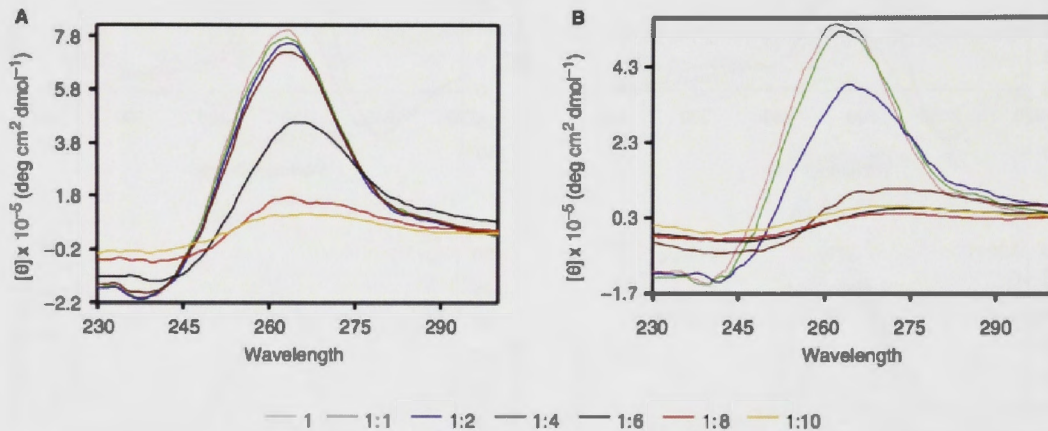 A
B
7.8
5.8
3.8
1.8
−0.2
−2.2
[θ] x 10⁻⁵ (deg cm² dmol⁻¹)
230 245 260 275 290
Wavelength
4.3
2.3
0.3
−1.7
[θ] x 10⁻⁵ (deg cm² dmol⁻¹)
230 245 260 275 290
Wavelength
1 1:1 1:2 1:4 1:6 1:8 1:10